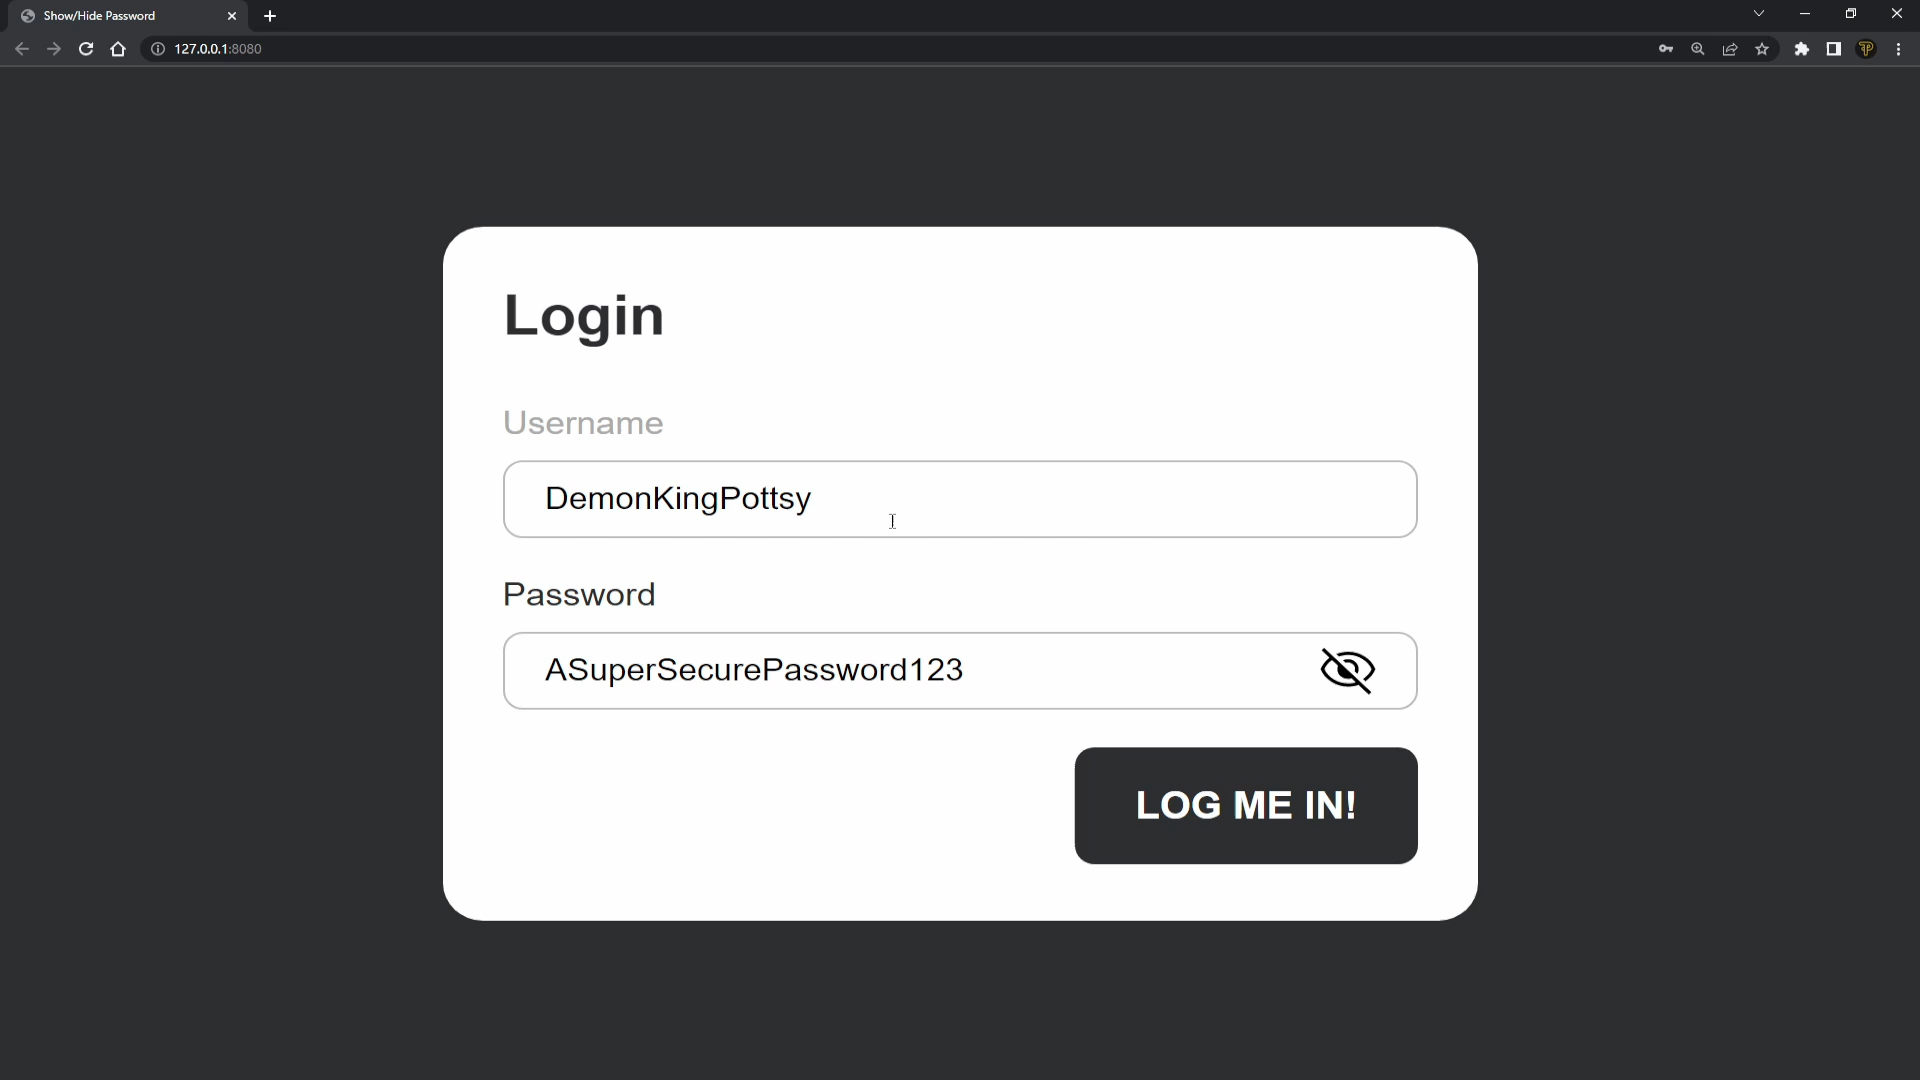 Show/Hide Password
127.0.0.1:8080
Login
Username
DemonKingPottsy
Password
ASuperSecurePassword123
LOG ME IN!